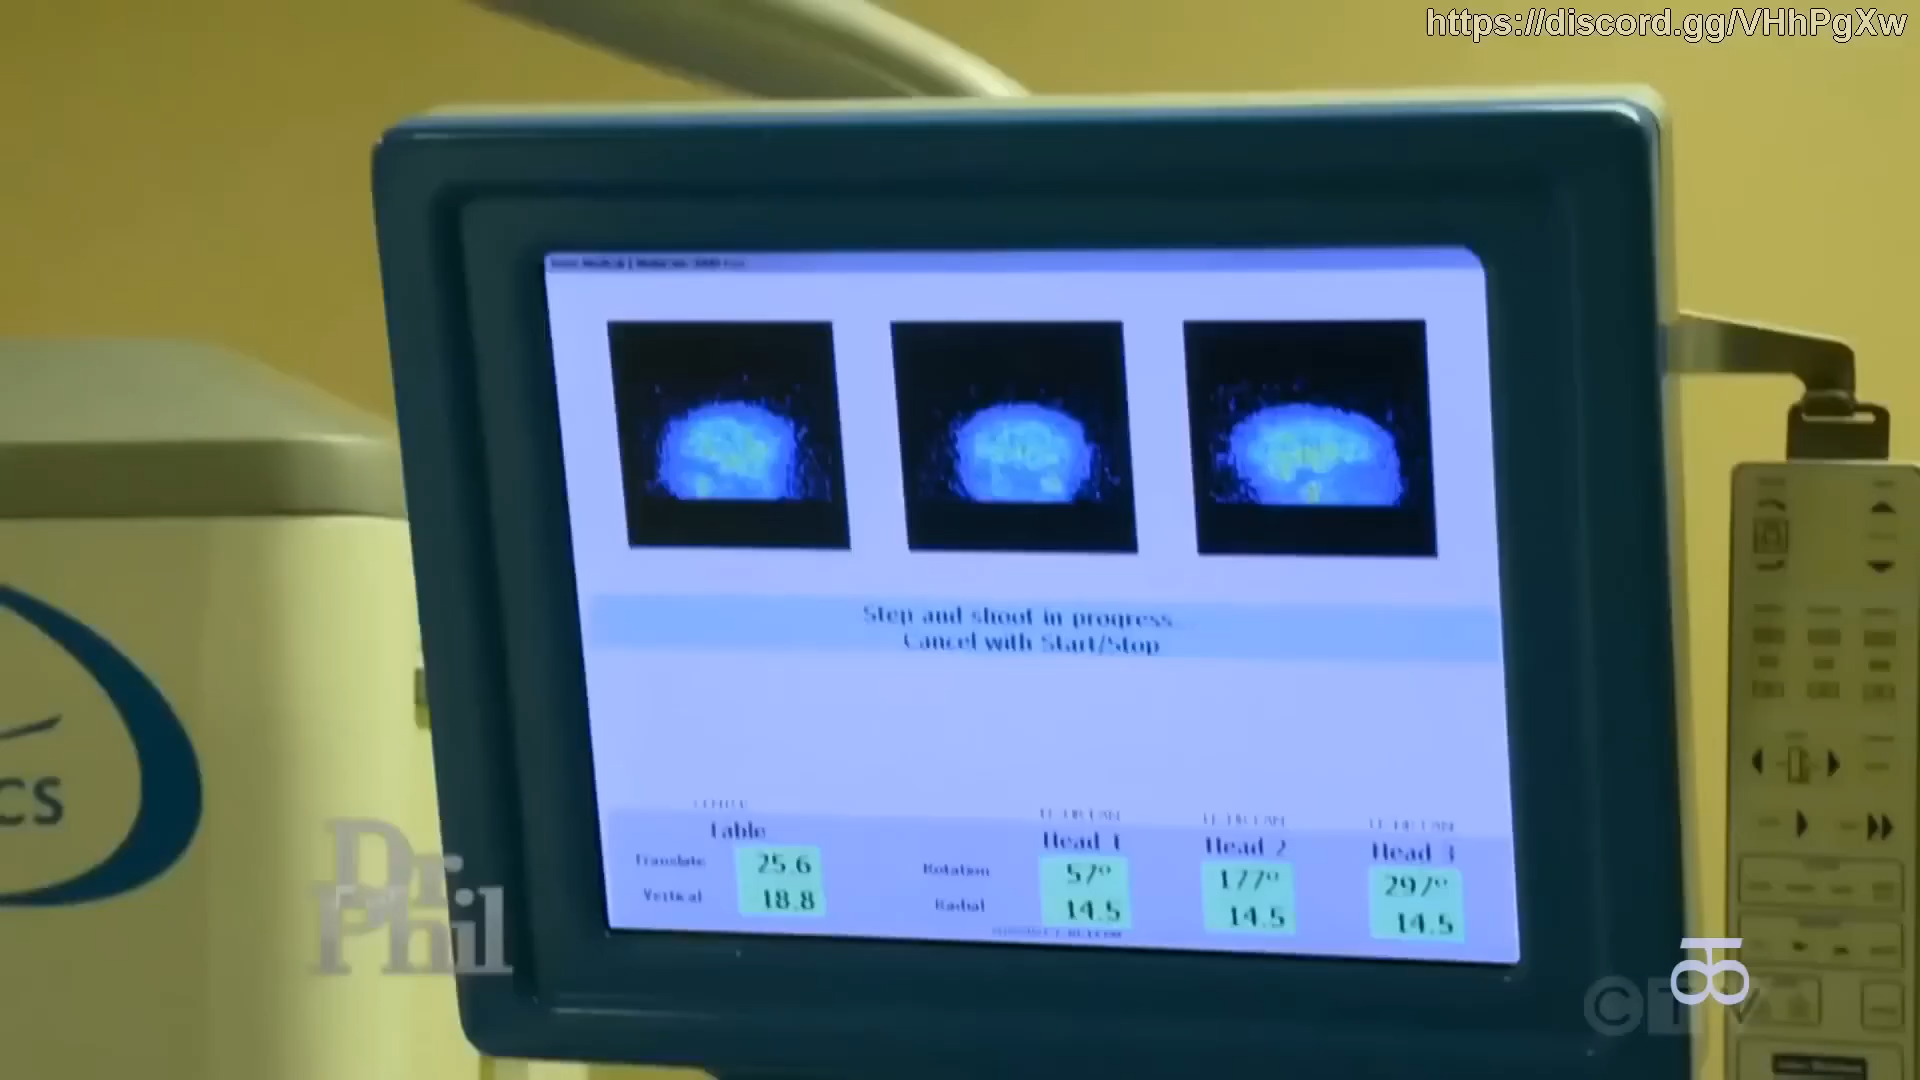 https://discord.gg/VHhPgXw
Step and shoot in progress...
Cancel with Start/Stop
Table
Translate 25.6
Vertical 18.8
Head 1
Head 2
Head 3
Rotation 57° 177° 297°
Radial 14.5 14.5 14.5
CS
Dr.
Phil
CTV